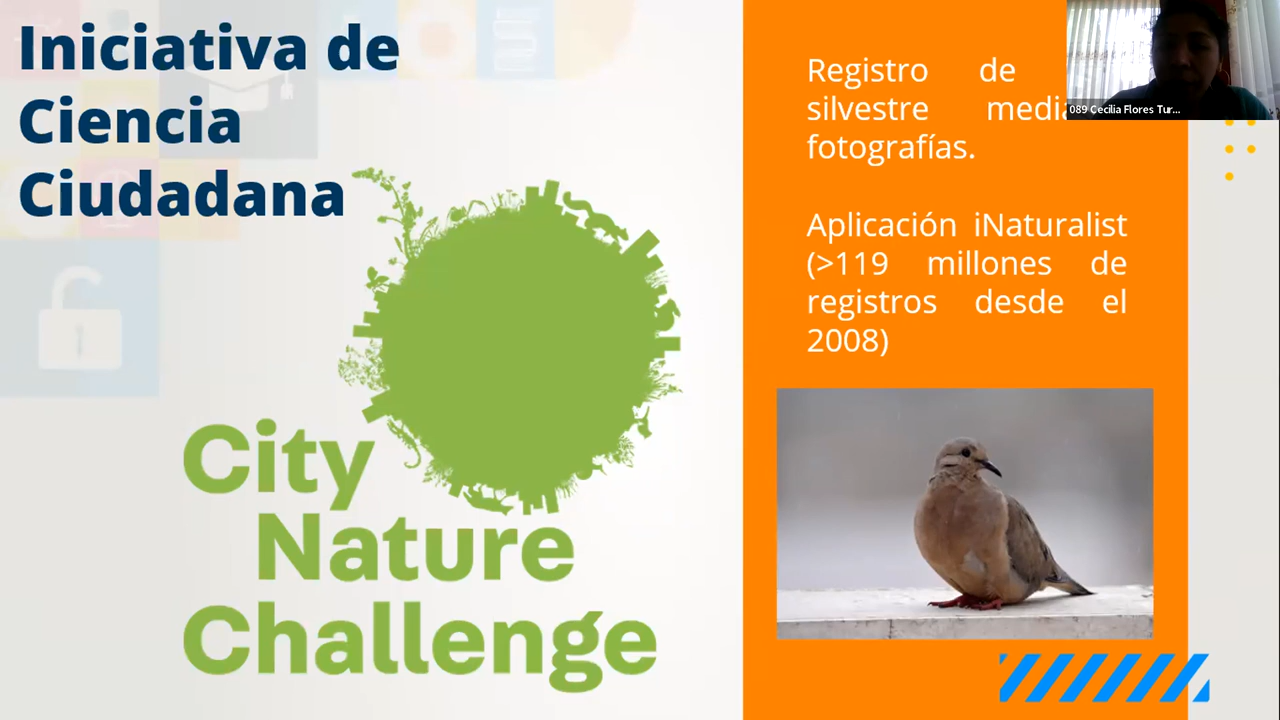 Iniciativa de
Ciencia
Ciudadana
City
Nature
Challenge
Registro de
silvestre
fotografías.
Aplicación iNaturalist
(>119 millones de
registros desde el
2008)
089 Cecilia Flores Tur...